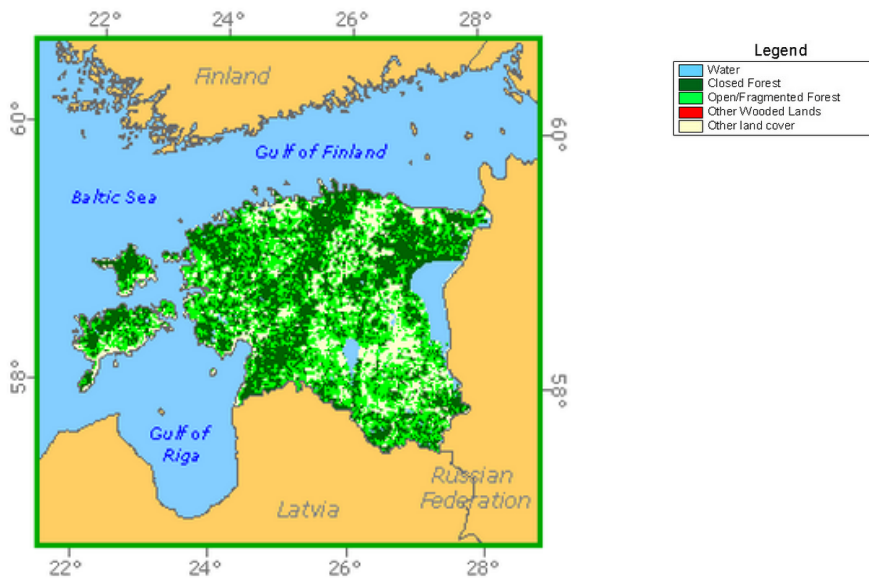 22° 24° 26° 28°
Legend
Water
Closed Forest
Open/Fragmented Forest
Other Wooded Lands
Other land cover
Finland
60°
60°
Gulf of Finland
Baltic Sea
58°
58°
Gulf of
Riga
Russian
Federation
Latvia
22° 24° 26° 28°